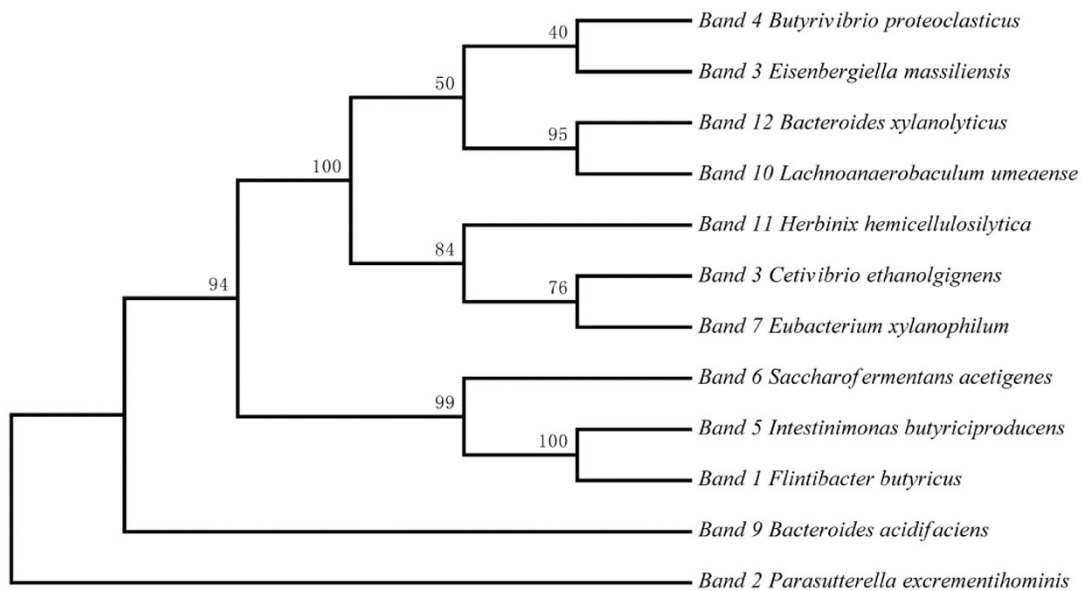 40 Band 4 Butyrivibrio proteoclasticus
Band 3 Eisenbergiella massiliensis
50
95 Band 12 Bacteroides xylanolyticus
Band 10 Lachnoanaerobaculum umeaense
100
Band 11 Herbinix hemicellulosilytica
84
76 Band 3 Cetivibrio ethanolgignens
94
Band 7 Eubacterium xylanophilum
Band 6 Saccharofermentans acetigenes
99
100 Band 5 Intestinimonas butyriciproducens
Band 1 Flintibacter butyricus
Band 9 Bacteroides acidifaciens
Band 2 Parasutterella excrementihominis